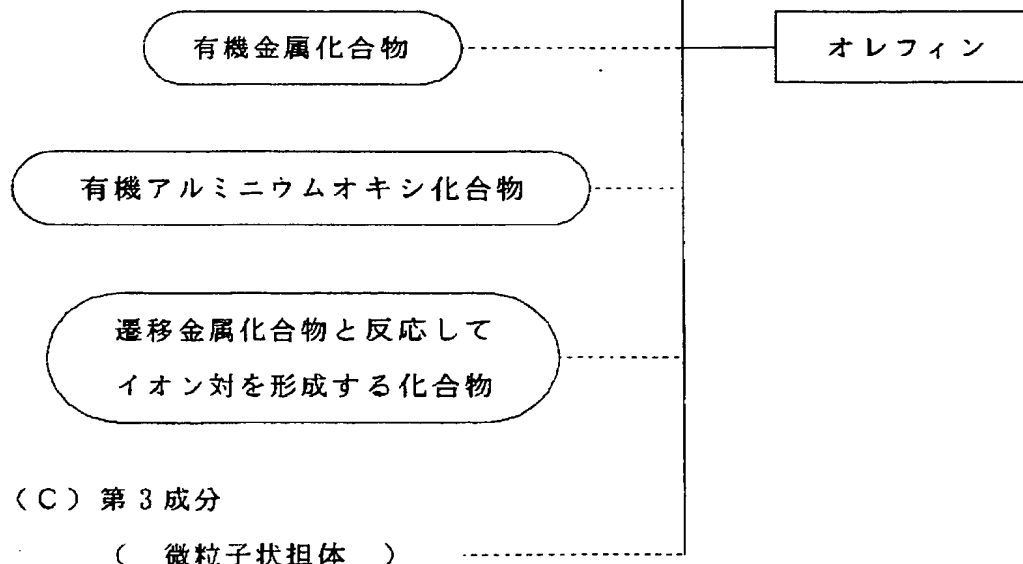 有機金属化合物
オレフィン
有機アルミニウムオキシ化合物
遷移金属化合物と反応して
イオン対を形成する化合物
(C) 第3成分
( 微粒子状担体 )